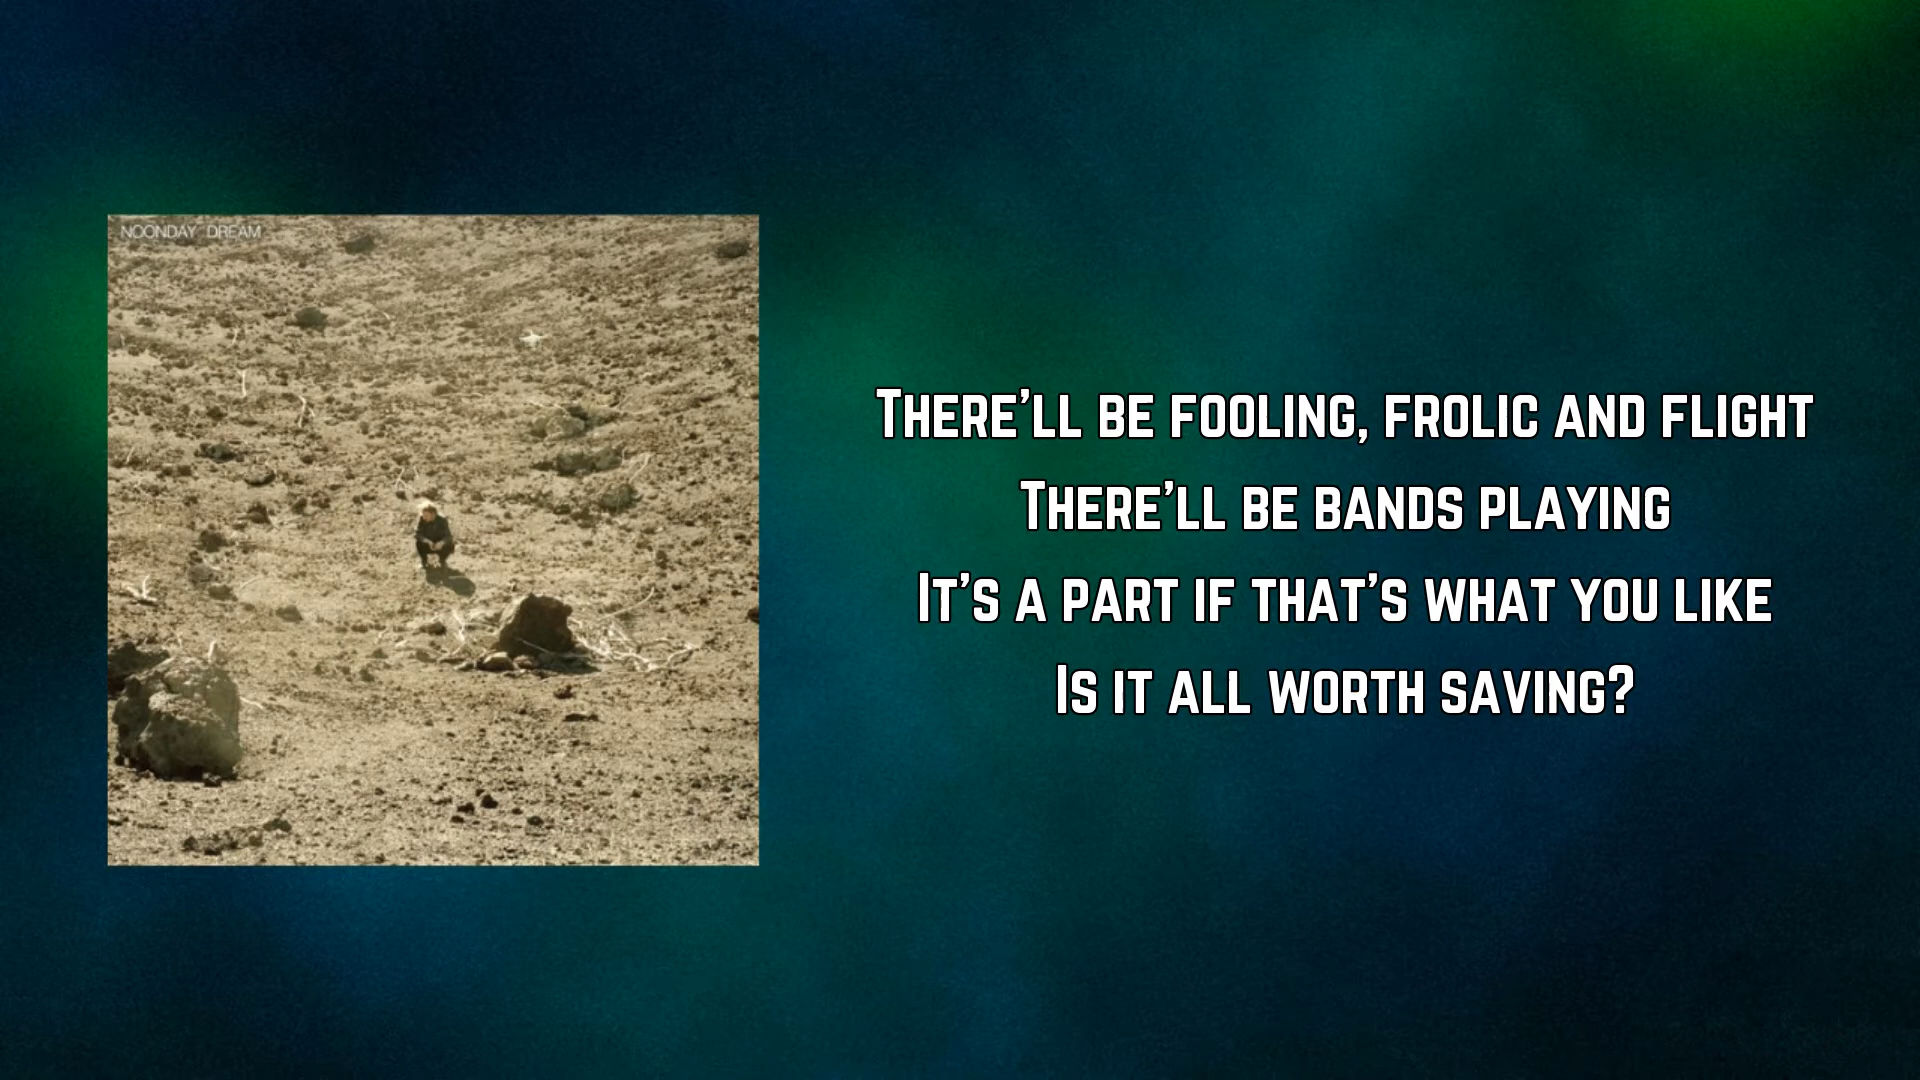 NOONDAY DREAM
There'll be fooling, frolic and flight
There'll be bands playing
It's a part if that's what you like
Is it all worth saving?